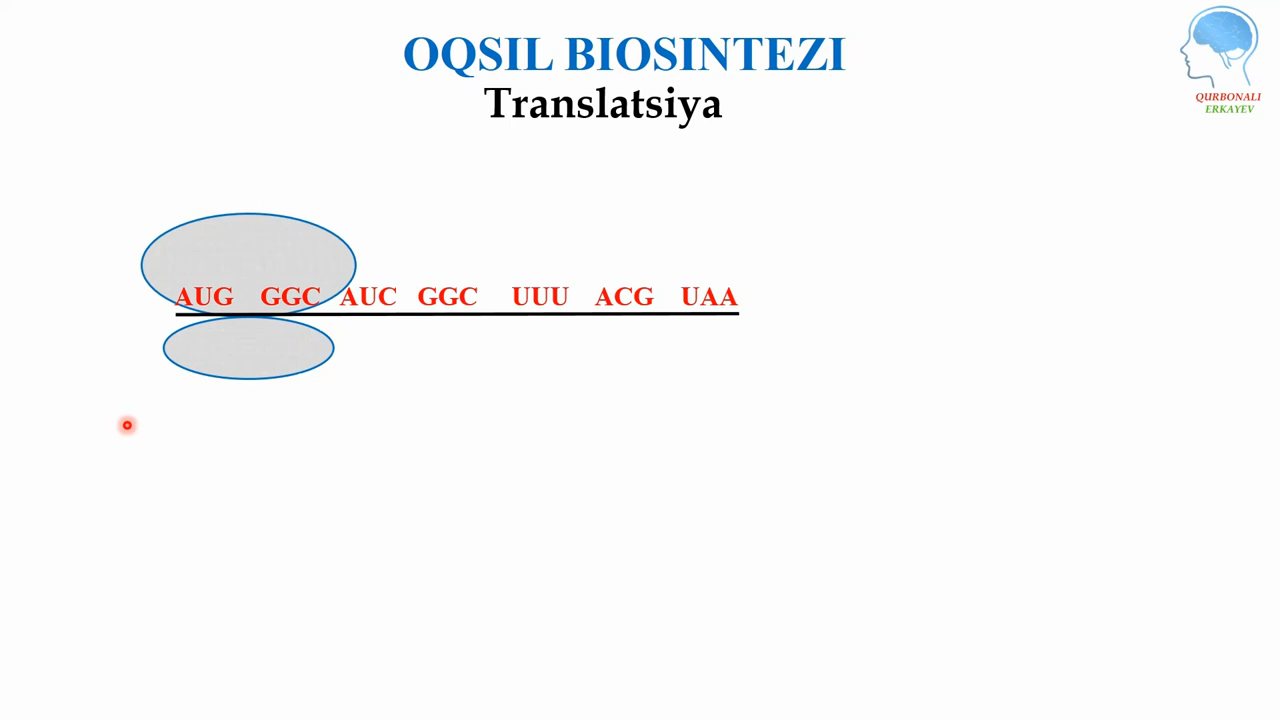 OQSIL BIOSINTEZI
Translatsiya
QURBONALI
ERKAYEV
AUG GGC AUC GGC UUU ACG UAA